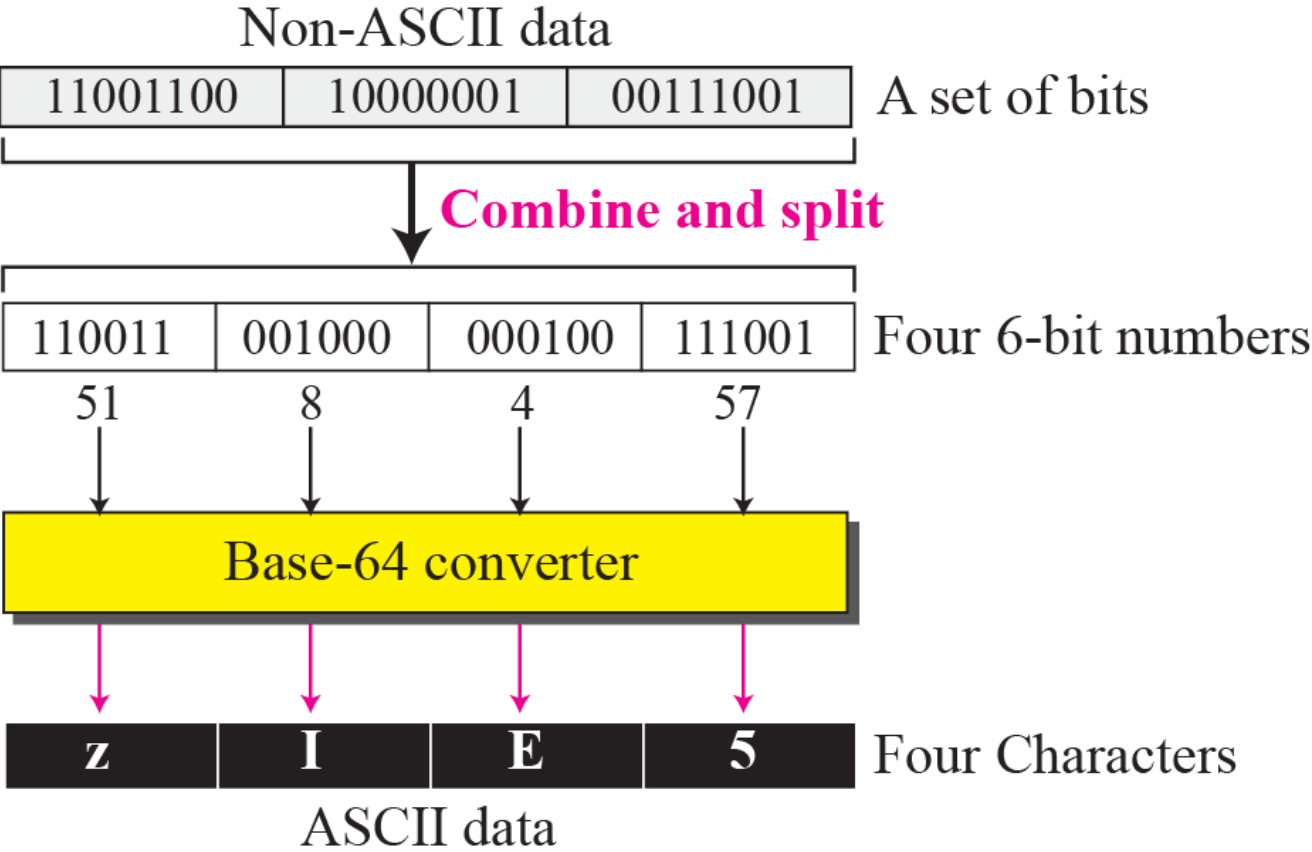 Non-ASCII data
11001100 10000001 00111001 A set of bits
Combine and split
110011 001000 000100 111001 Four 6-bit numbers
51 8 4 57
Base-64 converter
z I E 5 Four Characters
ASCII data